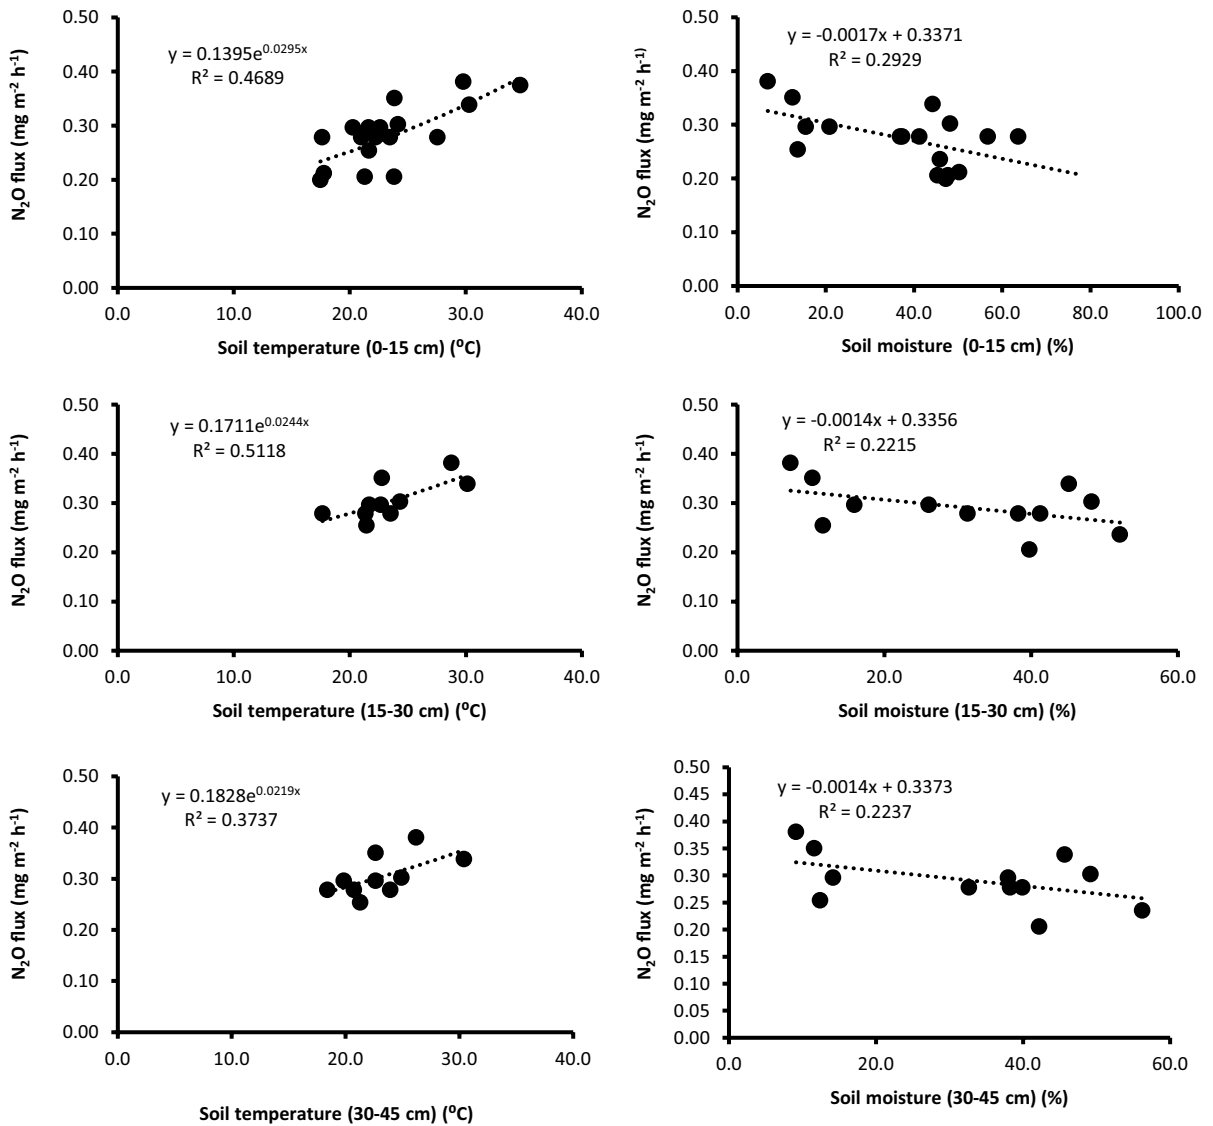 0.50
0.40
0.30
0.20
0.10
0.00
N₂O flux (mg m⁻² h⁻¹)
y = 0.1395e^0.0295x
R² = 0.4689
0.0 10.0 20.0 30.0 40.0
Soil temperature (0-15 cm) (⁰C)
0.50
0.40
0.30
0.20
0.10
0.00
N₂O flux (mg m⁻² h⁻¹)
y = -0.0017x + 0.3371
R² = 0.2929
0.0 20.0 40.0 60.0 80.0 100.0
Soil moisture (0-15 cm) (%)
0.50
0.40
0.30
0.20
0.10
0.00
N₂O flux (mg m⁻² h⁻¹)
y = 0.1711e^0.0244x
R² = 0.5118
0.0 10.0 20.0 30.0 40.0
Soil temperature (15-30 cm) (⁰C)
0.50
0.40
0.30
0.20
0.10
0.00
N₂O flux (mg m⁻² h⁻¹)
y = -0.0014x + 0.3356
R² = 0.2215
0.0 20.0 40.0 60.0
Soil moisture (15-30 cm) (%)
0.50
0.40
0.30
0.20
0.10
0.00
N₂O flux (mg m⁻² h⁻¹)
y = 0.1828e^0.0219x
R² = 0.3737
0.0 10.0 20.0 30.0 40.0
Soil temperature (30-45 cm) (⁰C)
0.50
0.45
0.40
0.35
0.30
0.25
0.20
0.15
0.10
0.05
0.00
N₂O flux (mg m⁻² h⁻¹)
y = -0.0014x + 0.3373
R² = 0.2237
0.0 20.0 40.0 60.0
Soil moisture (30-45 cm) (%)